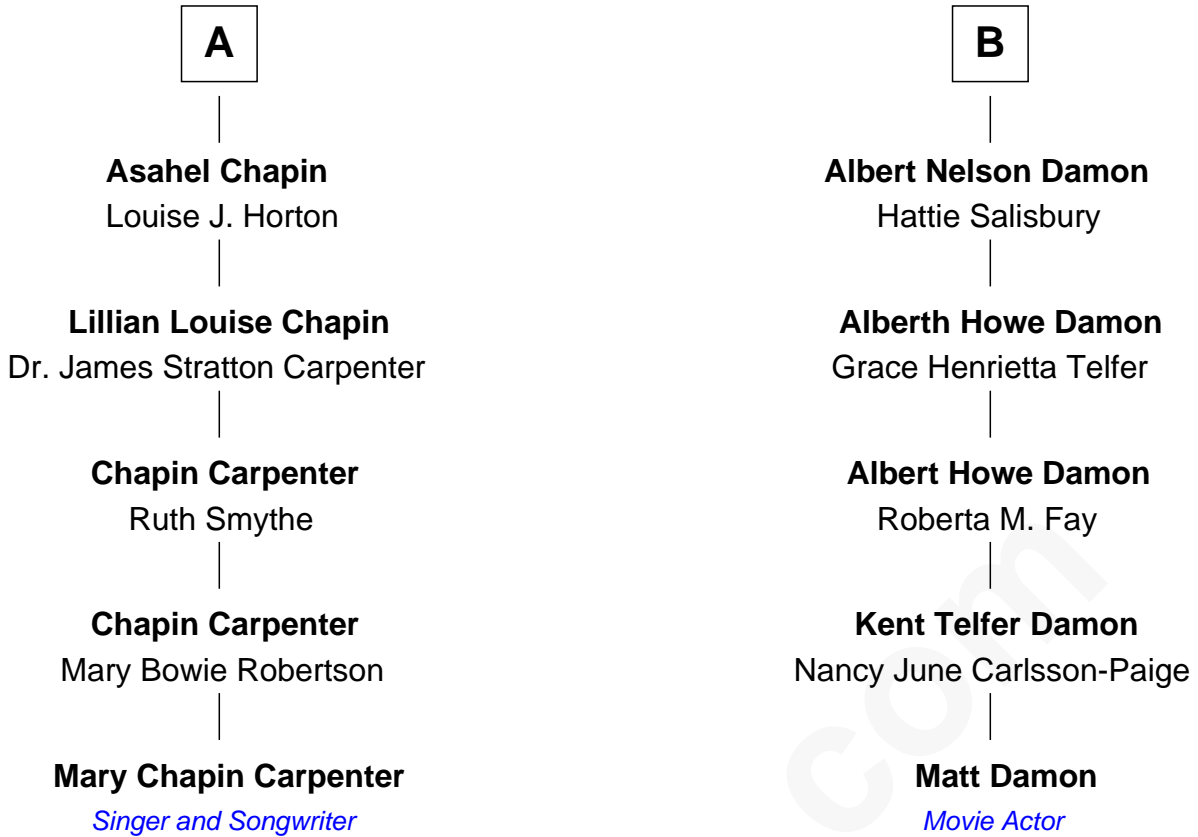 A
Asahel Chapin
Louise J. Horton
Lillian Louise Chapin
Dr. James Stratton Carpenter
Chapin Carpenter
Ruth Smythe
Chapin Carpenter
Mary Bowie Robertson
Mary Chapin Carpenter
Singer and Songwriter
B
Albert Nelson Damon
Hattie Salisbury
Alberth Howe Damon
Grace Henrietta Telfer
Albert Howe Damon
Roberta M. Fay
Kent Telfer Damon
Nancy June Carlsson-Paige
Matt Damon
Movie Actor
com